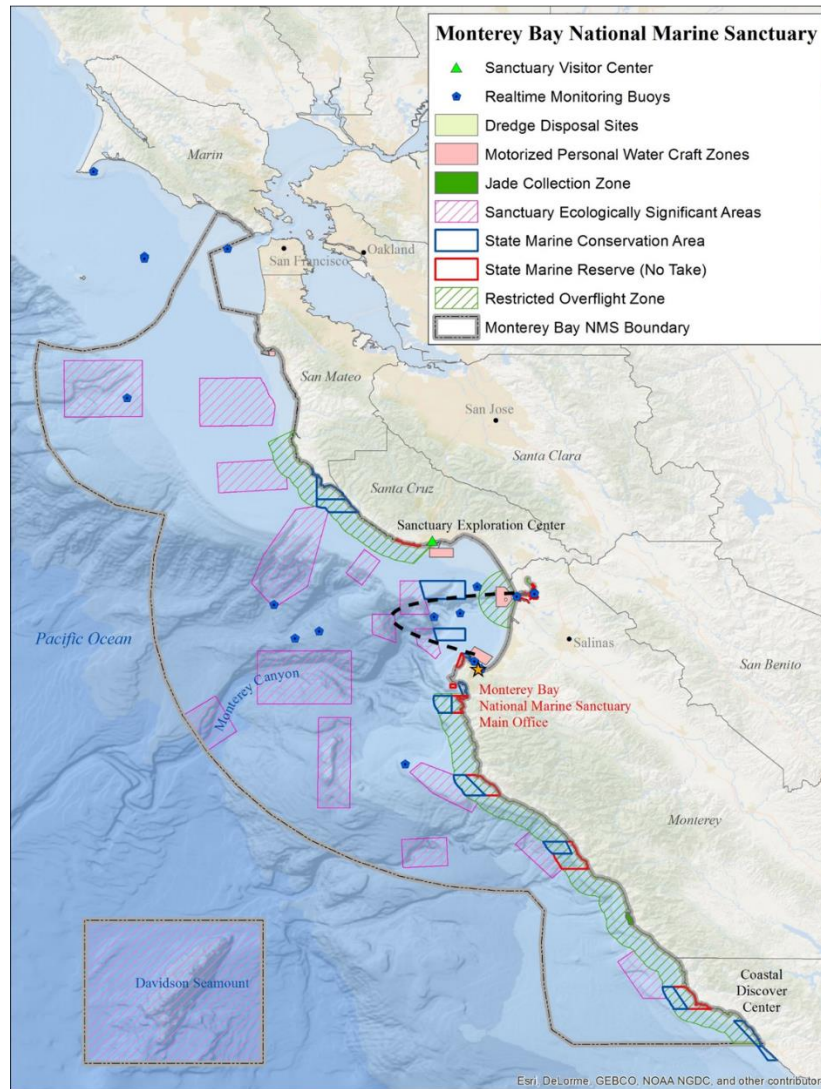 Monterey Bay National Marine Sanctuary
Sanctuary Visitor Center
Realtime Monitoring Buoys
Dredge Disposal Sites
Motorized Personal Water Craft Zones
Jade Collection Zone
Sanctuary Ecologically Significant Areas
State Marine Conservation Area
State Marine Reserve (No Take)
Restricted Overflight Zone
Monterey Bay NMS Boundary
Marin
San Francisco
Oakland
San Mateo
San Jose
Santa Clara
Santa Cruz
Sanctuary Exploration Center
Pacific Ocean
Salinas
San Benito
Monterey Canyon
Monterey Bay
National Marine Sanctuary
Main Office
Monterey
Davidson Seamount
Coastal
Discover
Center
Esri, DeLorme, GEBCO, NOAA NGDC, and other contributor